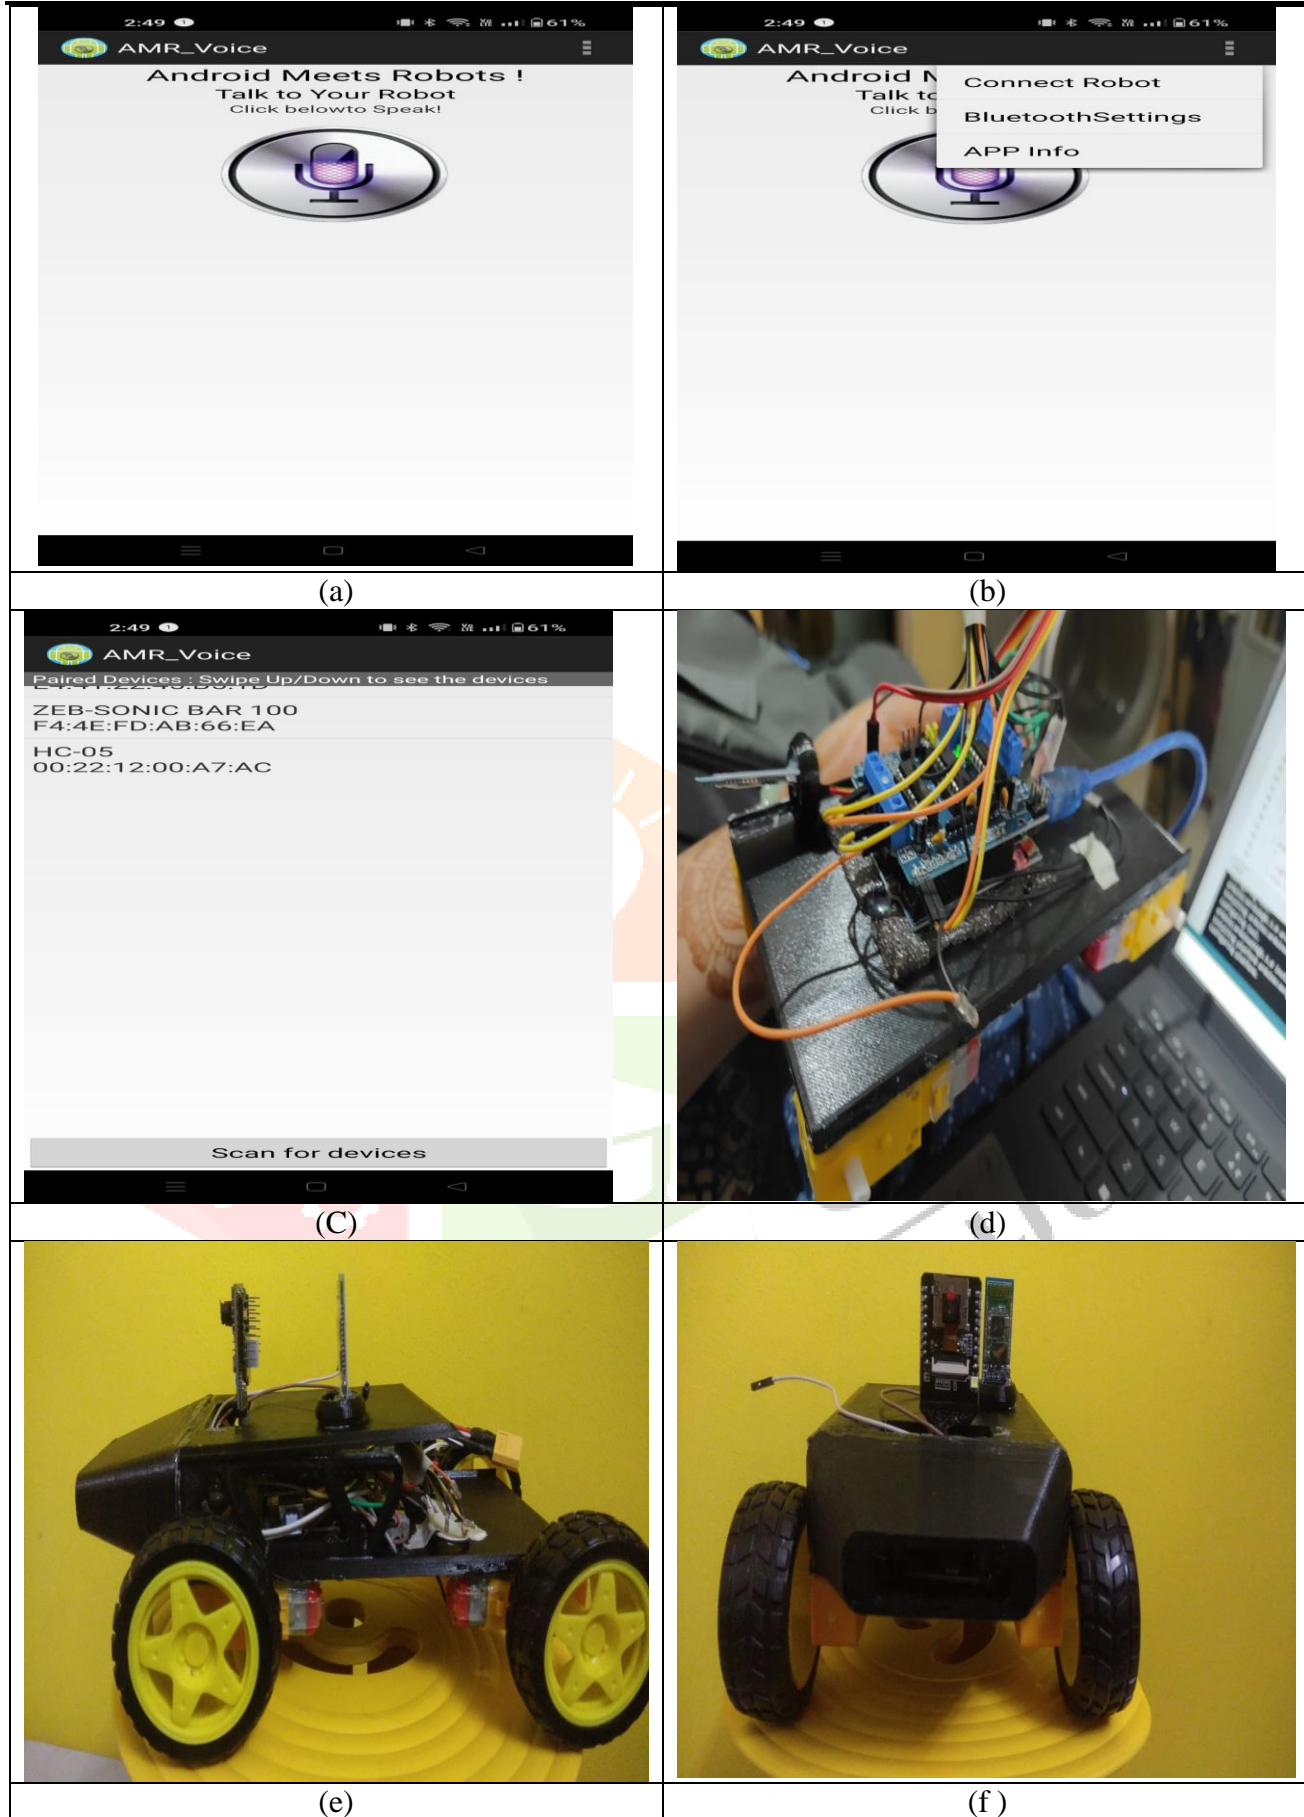 2:49 1 61%
AMR_Voice
Android Meets Robots !
Talk to Your Robot
Click belowto Speak!
(a)
2:49 1 61%
AMR_Voice
Android M
Talk to
Click b
Connect Robot
BluetoothSettings
APP Info
(b)
2:49 1 61%
AMR_Voice
Paired Devices : Swipe Up/Down to see the devices
ZEB-SONIC BAR 100
F4:4E:FD:AB:66:EA
HC-05
00:22:12:00:A7:AC
Scan for devices
(C)
(d)
(e)
(f )